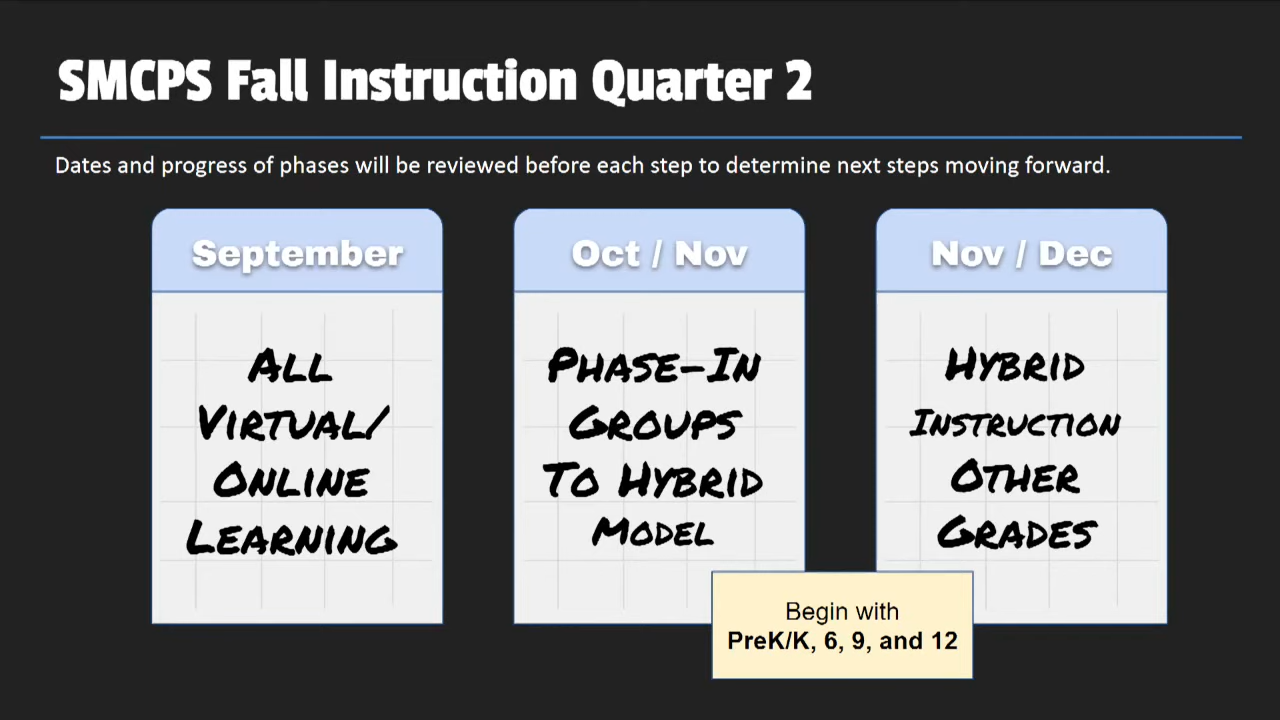 SMCPS Fall Instruction Quarter 2
Dates and progress of phases will be reviewed before each step to determine next steps moving forward.
September
All
Virtual/
Online
Learning
Oct / Nov
Phase-In
Groups
To Hybrid
Model
Nov / Dec
Hybrid
Instruction
Other
Grades
Begin with
PreK/K, 6, 9, and 12